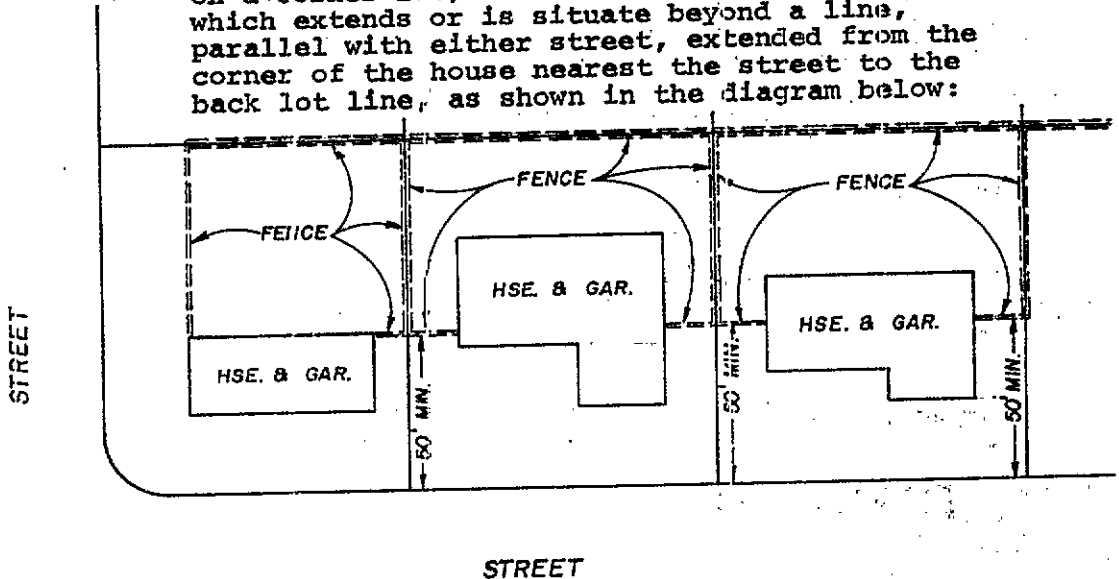 which extends or is situate beyond a line,
parallel with either street, extended from the
corner of the house nearest the street to the
back lot line, as shown in the diagram below:
FENCE
FENCE
FENCE
HSE. & GAR.
HSE. & GAR.
HSE. & GAR.
50' MIN.
50' MIN.
50' MIN.
STREET
STREET